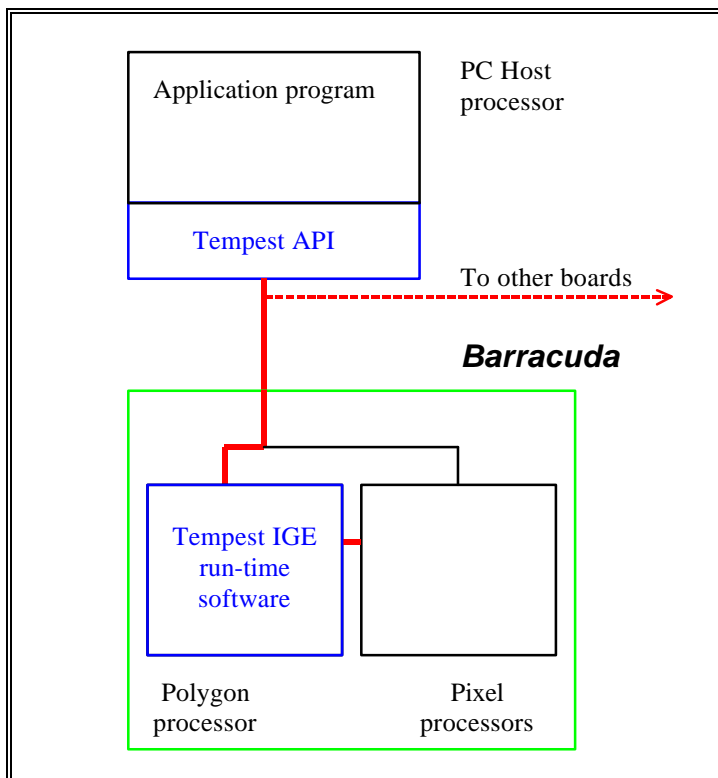 Application program
PC Host
processor
Tempest API
To other boards
Barracuda
Tempest IGE
run-time
software
Polygon
processor
Pixel
processors